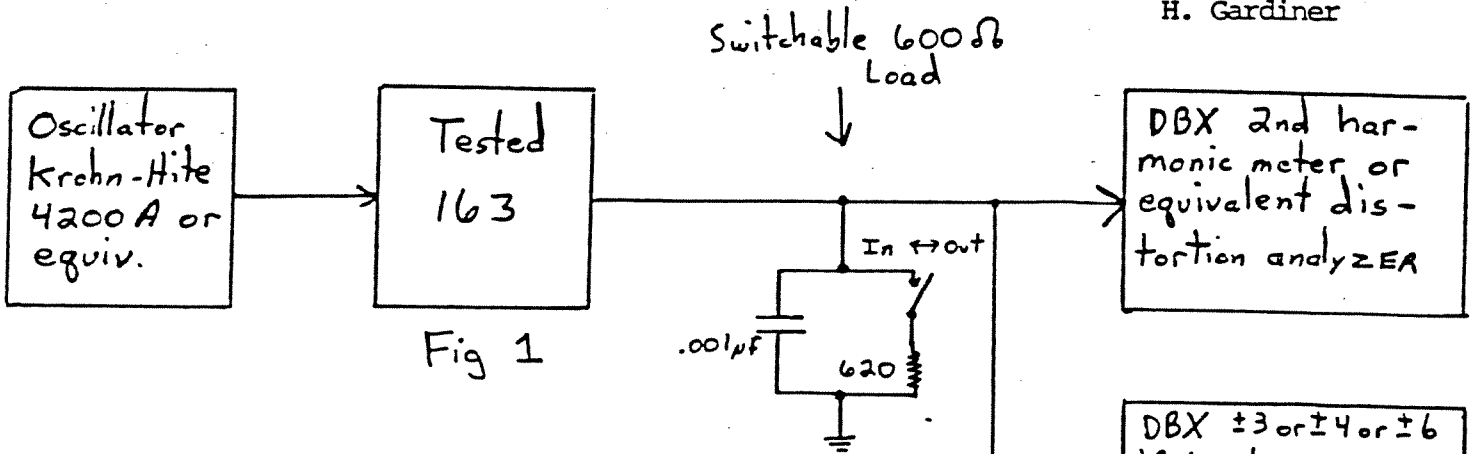 H. Gardiner
Switchable 600Ω
Load
Oscillator
Krohn-Hite
4200A or
equiv.
Tested
163
Fig 1
In ↔ out
.001μf
620
DBX 2nd har-
monic meter or
equivalent dis-
tortion analyzER
DBX ±3 or ±4 or ±6